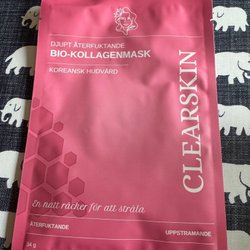 DJUPT ÅTERFUKTANDE
BIO-KOLLAGENMASK
KOREANSK HUDVÅRD
CLEARSKIN
En natt räcker för att stråla
ÅTERFUKTANDE
UPPSTRAMANDE
34 g